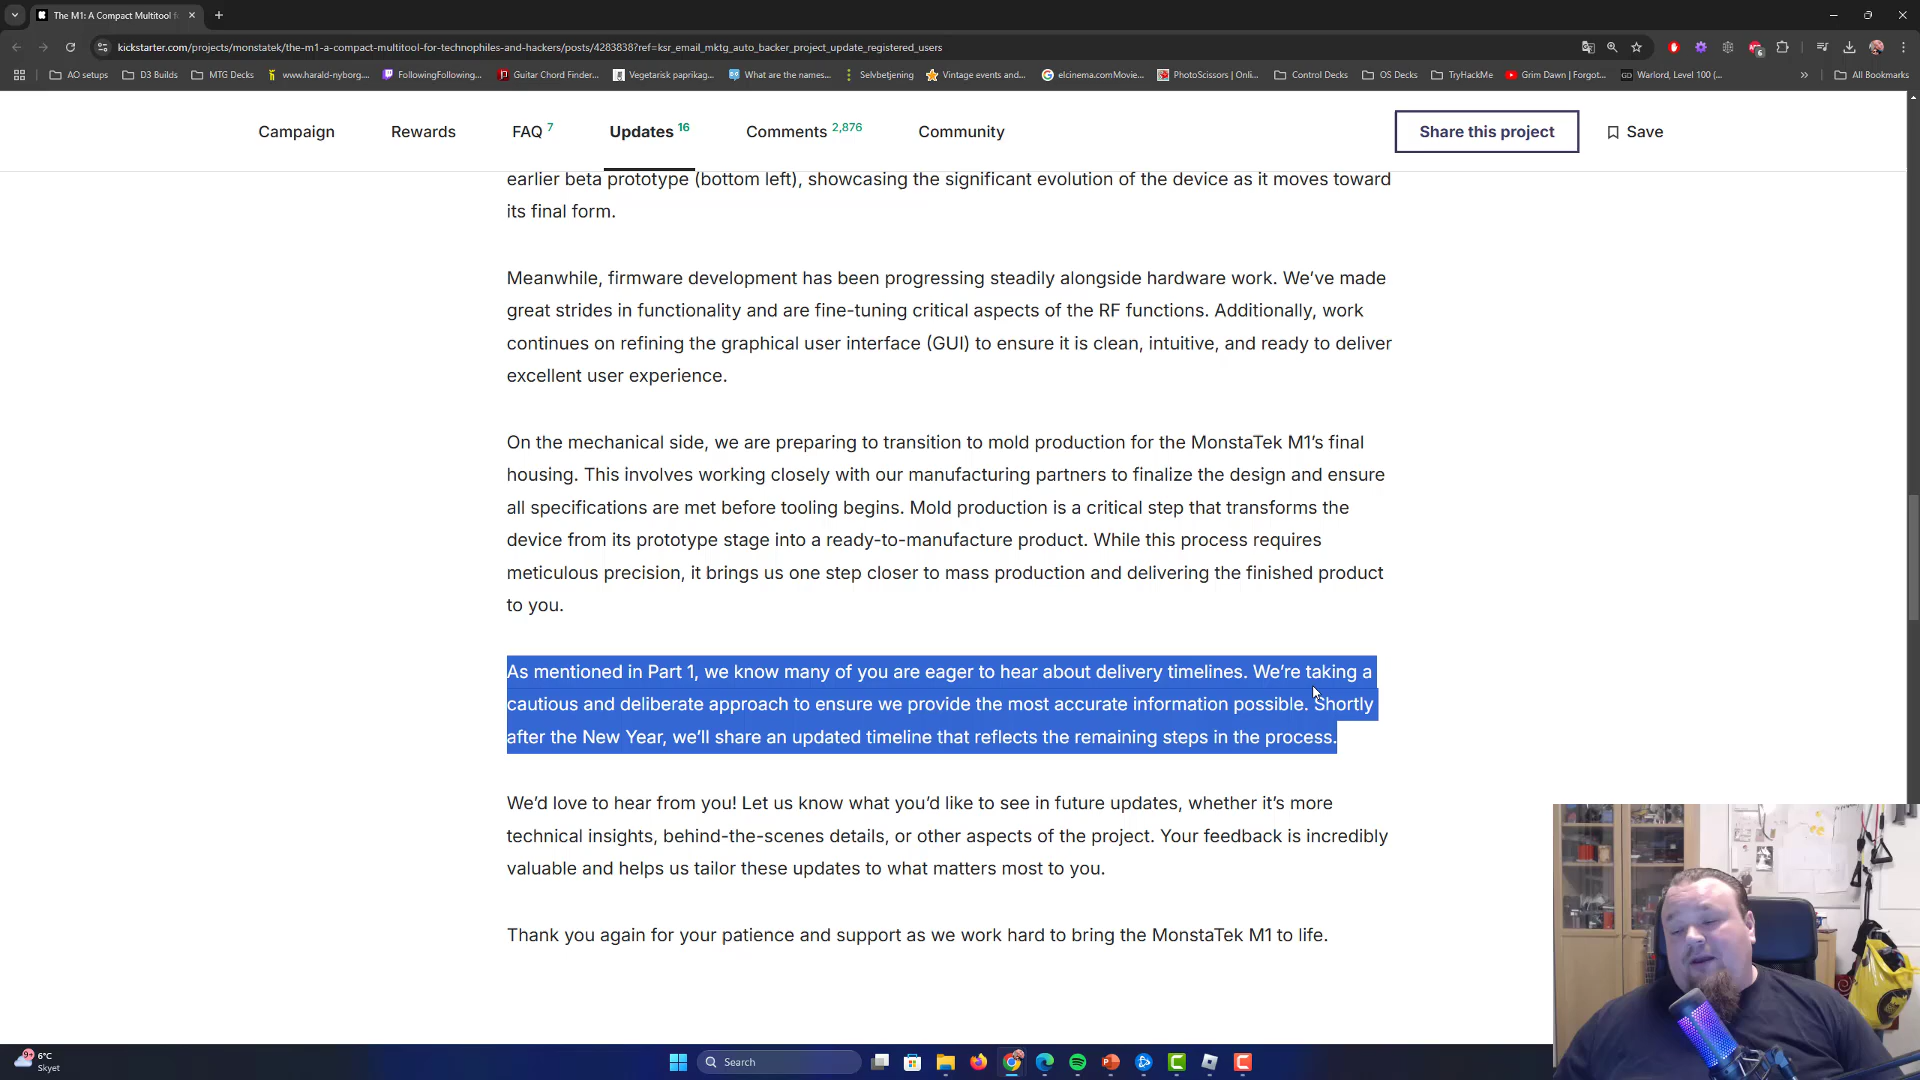 The M1: A Compact Multitool f
kickstarter.com/projects/monstatek/the-m1-a-compact-multitool-for-technophiles-and-hackers/posts/4283838?ref=ksr_email_mktg_auto_backer_project_update_registered_users
AO setups
D3 Builds
MTG Decks
www.harald-nyborg....
FollowingFollowing...
Guitar Chord Finder...
Vegetarisk paprikag...
What are the names...
Selvbetjening
Vintage events and...
elcinema.comMovie...
PhotoScissors | Onli...
Control Decks
OS Decks
TryHackMe
Grim Dawn | Forgot...
Warlord, Level 100 (...
All Bookmarks
Campaign
Rewards
FAQ 7
Updates 16
Comments 2,876
Community
Share this project
Save
earlier beta prototype (bottom left), showcasing the significant evolution of the device as it moves toward
its final form.
Meanwhile, firmware development has been progressing steadily alongside hardware work. We’ve made
great strides in functionality and are fine-tuning critical aspects of the RF functions. Additionally, work
continues on refining the graphical user interface (GUI) to ensure it is clean, intuitive, and ready to deliver
excellent user experience.
On the mechanical side, we are preparing to transition to mold production for the MonstaTek M1’s final
housing. This involves working closely with our manufacturing partners to finalize the design and ensure
all specifications are met before tooling begins. Mold production is a critical step that transforms the
device from its prototype stage into a ready-to-manufacture product. While this process requires
meticulous precision, it brings us one step closer to mass production and delivering the finished product
to you.
As mentioned in Part 1, we know many of you are eager to hear about delivery timelines. We’re taking a
cautious and deliberate approach to ensure we provide the most accurate information possible. Shortly
after the New Year, we’ll share an updated timeline that reflects the remaining steps in the process.
We’d love to hear from you! Let us know what you’d like to see in future updates, whether it’s more
technical insights, behind-the-scenes details, or other aspects of the project. Your feedback is incredibly
valuable and helps us tailor these updates to what matters most to you.
Thank you again for your patience and support as we work hard to bring the MonstaTek M1 to life.
9+
6°C
Skyet
Search